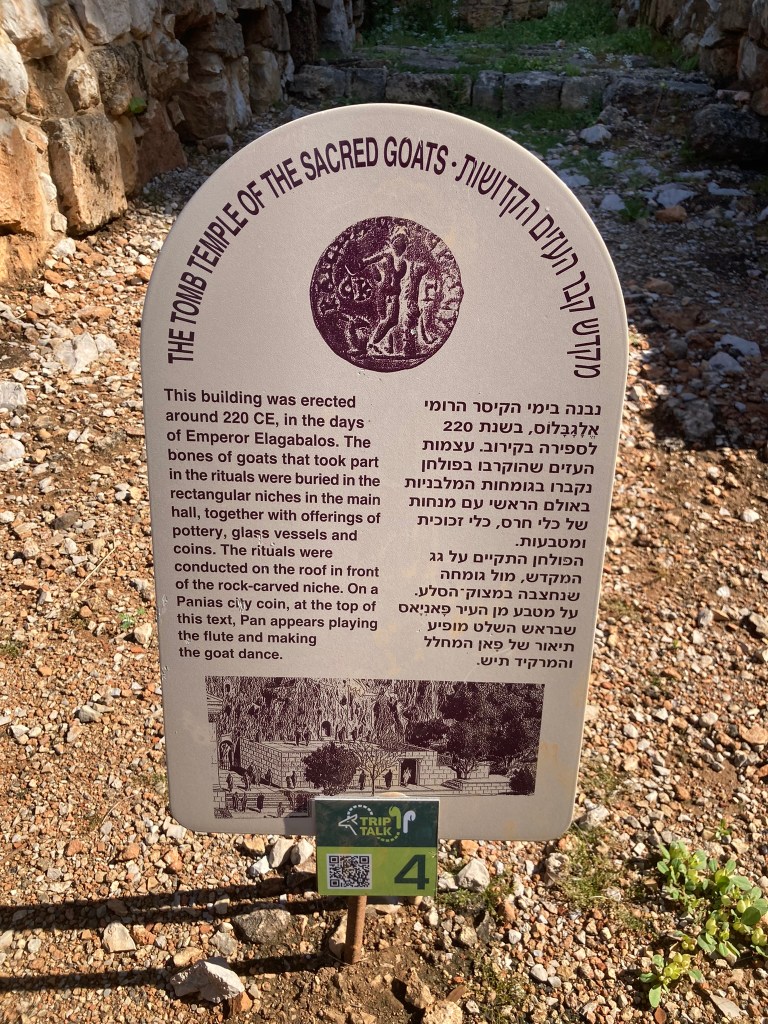 THE TOMB TEMPLE OF THE SACRED GOATS · מקדש קבר העזים הקדושות
This building was erected
around 220 CE, in the days
of Emperor Elagabalos. The
bones of goats that took part
in the rituals were buried in the
rectangular niches in the main
hall, together with offerings of
pottery, glass vessels and
coins. The rituals were
conducted on the roof in front
of the rock-carved niche. On a
Panias city coin, at the top of
this text, Pan appears playing
the flute and making
the goat dance.
נבנה בימי הקיסר הרומי
אֶלָגָבָּלוֹס, בשנת 220
לספירה בקירוב. עצמות
העזים שהוקרבו בפולחן
נקברו בגומחות המלבניות
באולם הראשי עם מנחות
של כלי חרס, כלי זכוכית
ומטבעות.
הפולחן התקיים על גג
המקדש, מול גומחה
שנחצבה במצוק־הסלע.
על מטבע מן העיר פָּאנְיָאס
שבראש השלט מופיע
תיאור של פָּאן המחלל
והמרקיד תיש.
TRIP
TALK
4